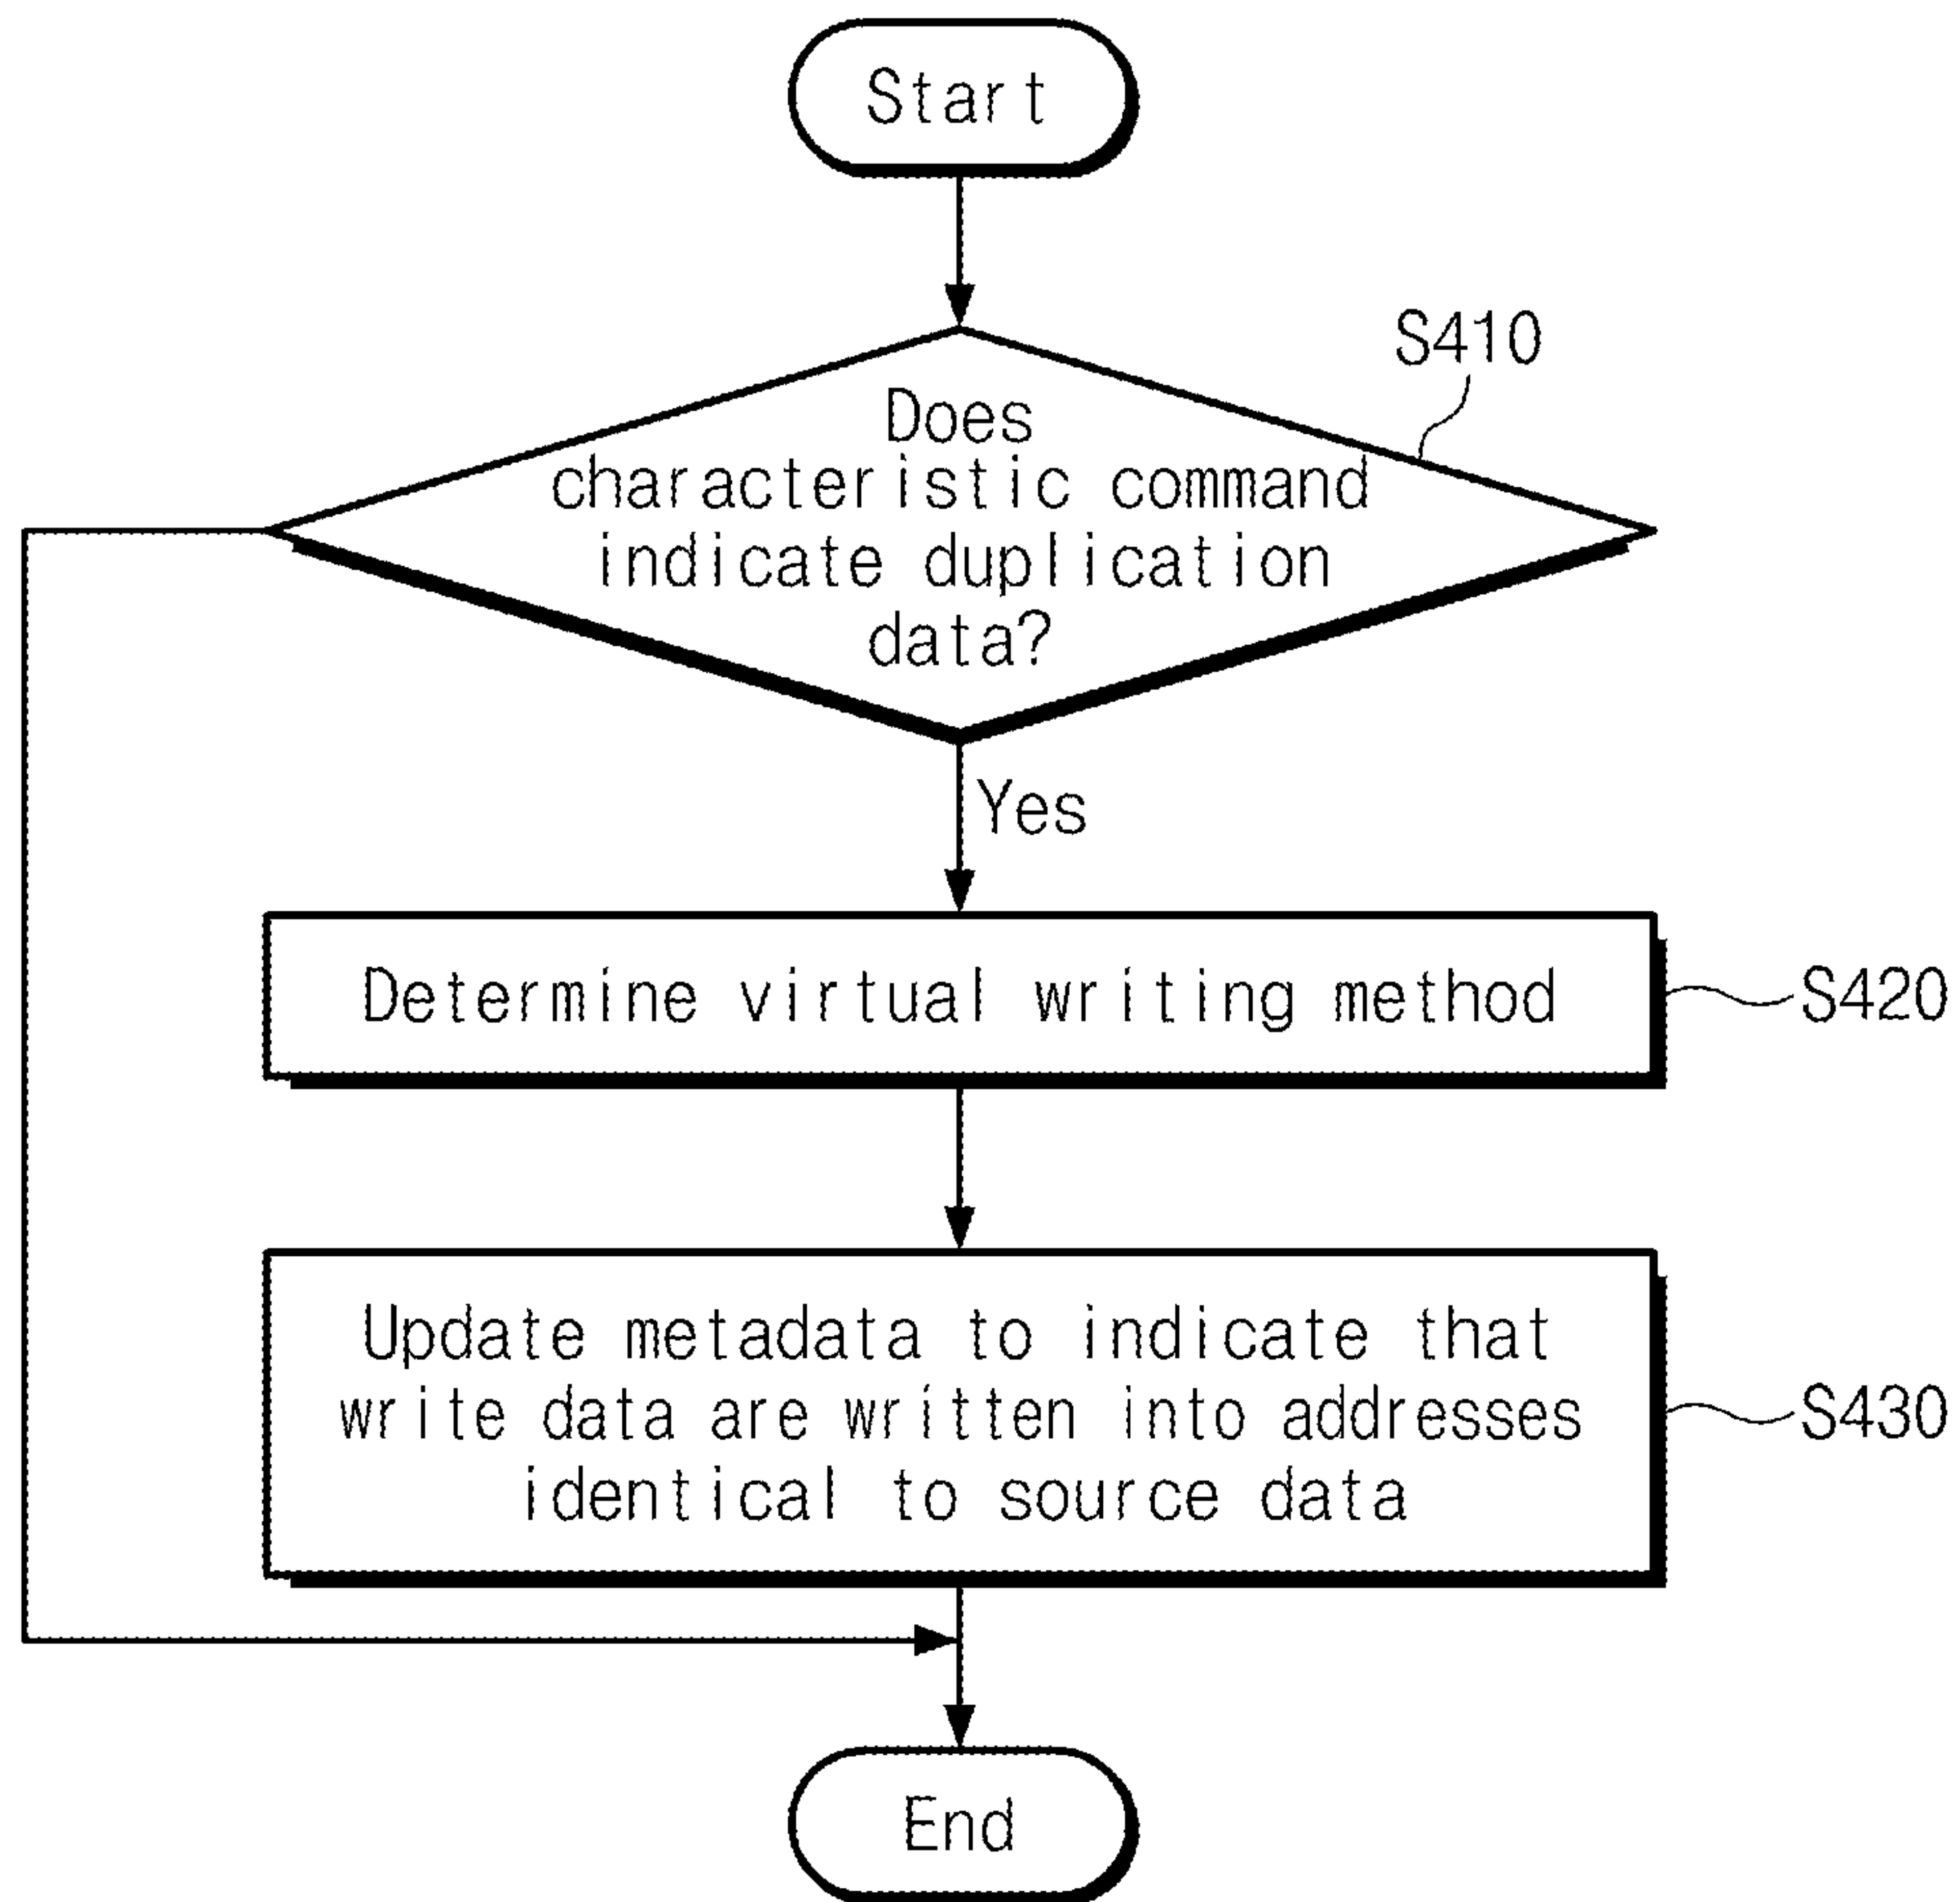 Start
S410
Does
characteristic command
indicate duplication
data?
Yes
Determine virtual writing method
S420
Update metadata to indicate that
write data are written into addresses
identical to source data
S430
End